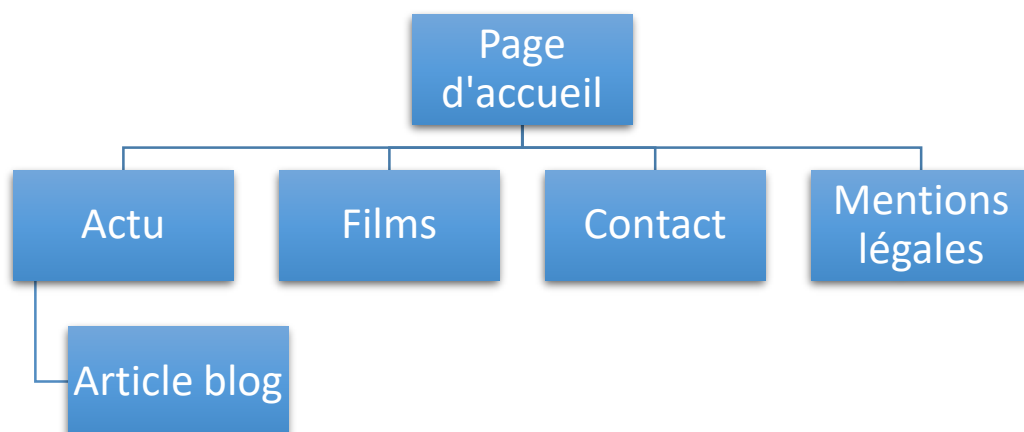 Page
d'accueil
Actu
Films
Contact
Mentions
légales
Article blog